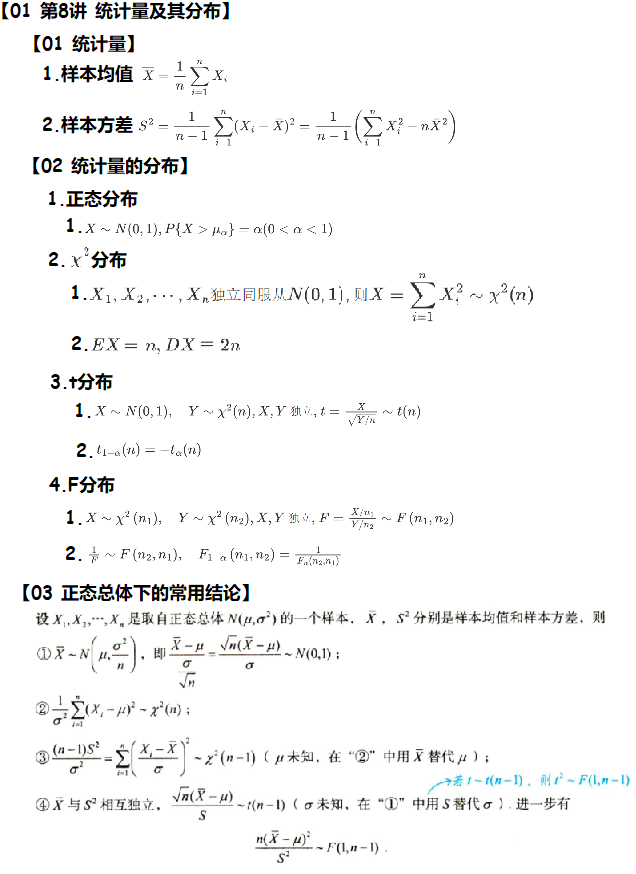 【01 第8讲 统计量及其分布】
【01 统计量】
1.样本均值 $\overline{X} = \frac{1}{n}\sum_{i=1}^{n} X_i$
2.样本方差 $S^2 = \frac{1}{n-1}\sum_{i=1}^{n}(X_i - \bar{X})^2 = \frac{1}{n-1}\left(\sum_{i=1}^{n} X_i^2 - n\bar{X}^2\right)$
【02 统计量的分布】
1.正态分布
1. $X \sim N(0,1), P\{X > \mu_\alpha\} = \alpha(0 < \alpha < 1)$
2. $\chi^2$分布
1. $X_1, X_2, \cdots, X_n$独立同服从$N(0,1)$, 则$X = \sum_{i=1}^{n} X_i^2 \sim \chi^2(n)$
2. $EX = n, DX = 2n$
3.t分布
1. $X \sim N(0,1), \quad Y \sim \chi^2(n), X, Y$ 独立, $t = \frac{X}{\sqrt{Y/n}} \sim t(n)$
2. $t_{1-\alpha}(n) = -t_\alpha(n)$
4.F分布
1. $X \sim \chi^2(n_1), \quad Y \sim \chi^2(n_2), X, Y$ 独立, $F = \frac{X/n_1}{Y/n_2} \sim F(n_1, n_2)$
2. $\frac{1}{F} \sim F(n_2, n_1), \quad F_{1-\alpha}(n_1, n_2) = \frac{1}{F_\alpha(n_2, n_1)}$
【03 正态总体下的常用结论】
设 $X_1, X_2, \cdots, X_n$ 是取自正态总体 $N(\mu, \sigma^2)$ 的一个样本， $\overline{X}$ ， $S^2$ 分别是样本均值和样本方差，则
① $\overline{X} \sim N\left(\mu, \frac{\sigma^2}{n}\right)$，即 $\frac{\overline{X} - \mu}{\frac{\sigma}{\sqrt{n}}} = \frac{\sqrt{n}(\overline{X} - \mu)}{\sigma} \sim N(0,1)$；
② $\frac{1}{\sigma^2}\sum_{i=1}^{n}(X_i - \mu)^2 \sim \chi^2(n)$；
③ $\frac{(n-1)S^2}{\sigma^2} = \sum_{i=1}^{n}\left(\frac{X_i - \overline{X}}{\sigma}\right)^2 \sim \chi^2(n-1)$（ $\mu$ 未知，在“②”中用 $\overline{X}$ 替代 $\mu$ ）；
若 $t \sim t(n-1)$，则 $t^2 \sim F(1, n-1)$
④ $\overline{X}$ 与 $S^2$ 相互独立，$\frac{\sqrt{n}(\overline{X} - \mu)}{S} \sim t(n-1)$（ $\sigma$ 未知，在“①”中用 $S$ 替代 $\sigma$ ）. 进一步有
$\frac{n(\overline{X} - \mu)^2}{S^2} \sim F(1, n-1)$ .